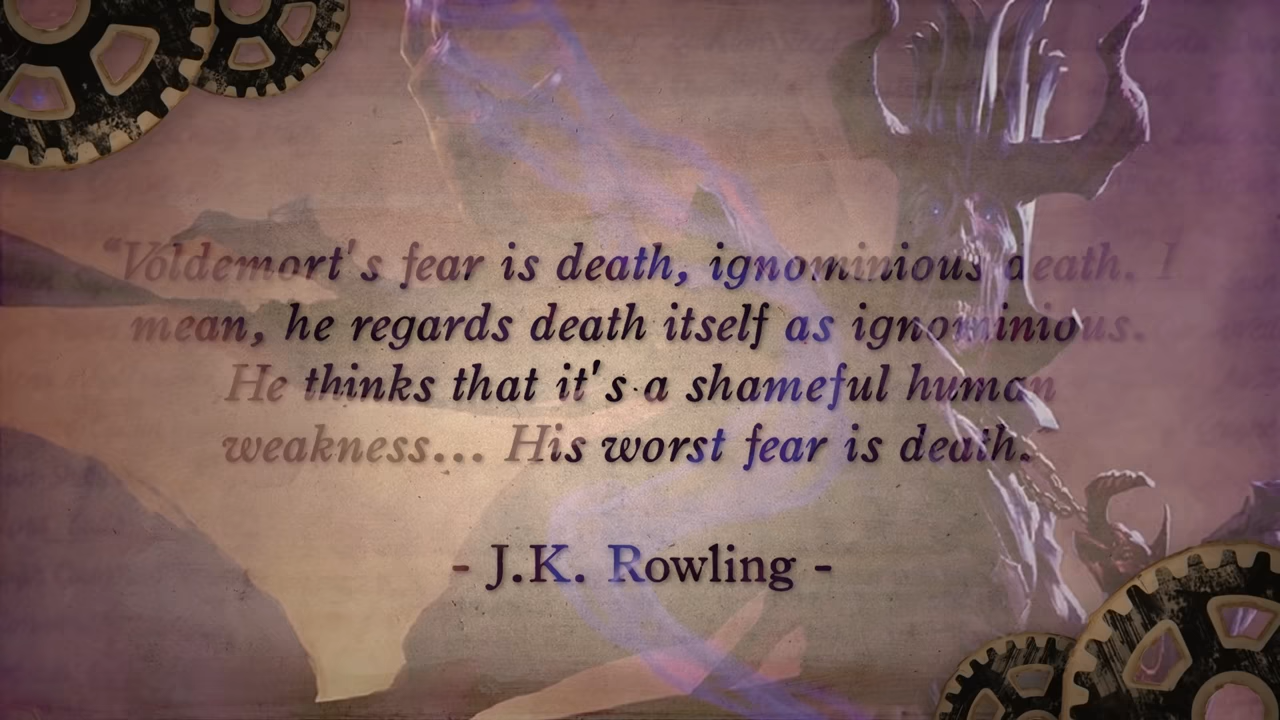 “Voldemort's fear is death, ignominious death. I
mean, he regards death itself as ignominious.
He thinks that it's a shameful human
weakness... His worst fear is death.”
- J.K. Rowling -